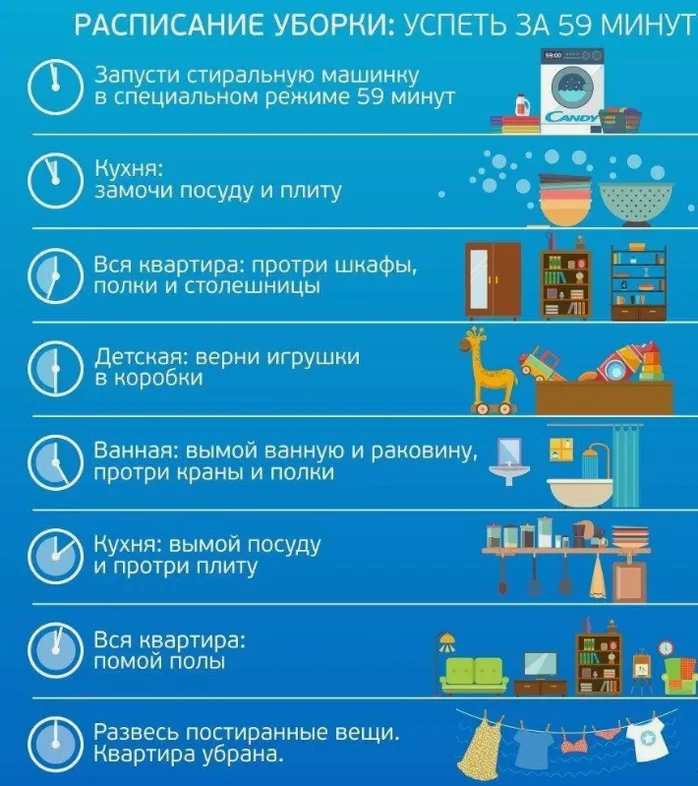 РАСПИСАНИЕ УБОРКИ: УСПЕТЬ ЗА 59 МИНУТ
Запусти стиральную машинку
в специальном режиме 59 минут
59:00
CANDY
Кухня:
замочи посуду и плиту
Вся квартира: протри шкафы,
полки и столешницы
Детская: верни игрушки
в коробки
Ванная: вымой ванную и раковину,
протри краны и полки
Кухня: вымой посуду
и протри плиту
Вся квартира:
помой полы
Развесь постиранные вещи.
Квартира убрана.